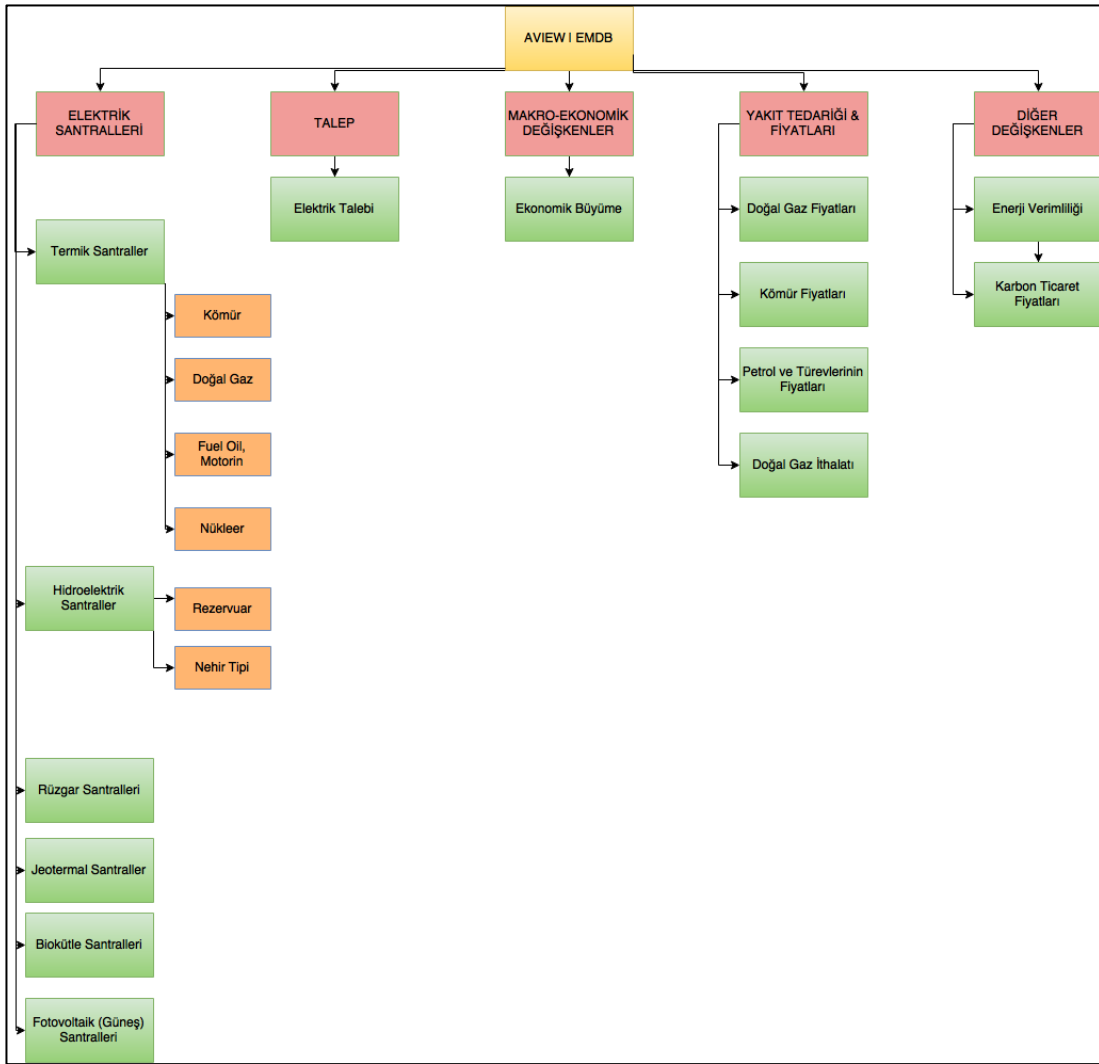 AVIEW | EMDB
ELEKTRİK
SANTRALLERİ
TALEP
MAKRO-EKONOMİK
DEĞİŞKENLER
YAKIT TEDARİĞİ &
FİYATLARI
DİĞER
DEĞİŞKENLER
Elektrik Talebi
Ekonomik Büyüme
Doğal Gaz Fiyatları
Enerji Verimliliği
Termik Santraller
Kömür Fiyatları
Karbon Ticaret
Fiyatları
Kömür
Doğal Gaz
Petrol ve Türevlerinin
Fiyatları
Fuel Oil,
Motorin
Doğal Gaz İthalatı
Nükleer
Hidroelektrik
Santraller
Rezervuar
Nehir Tipi
Rüzgar Santralleri
Jeotermal Santraller
Biokütle Santralleri
Fotovoltaik (Güneş)
Santralleri